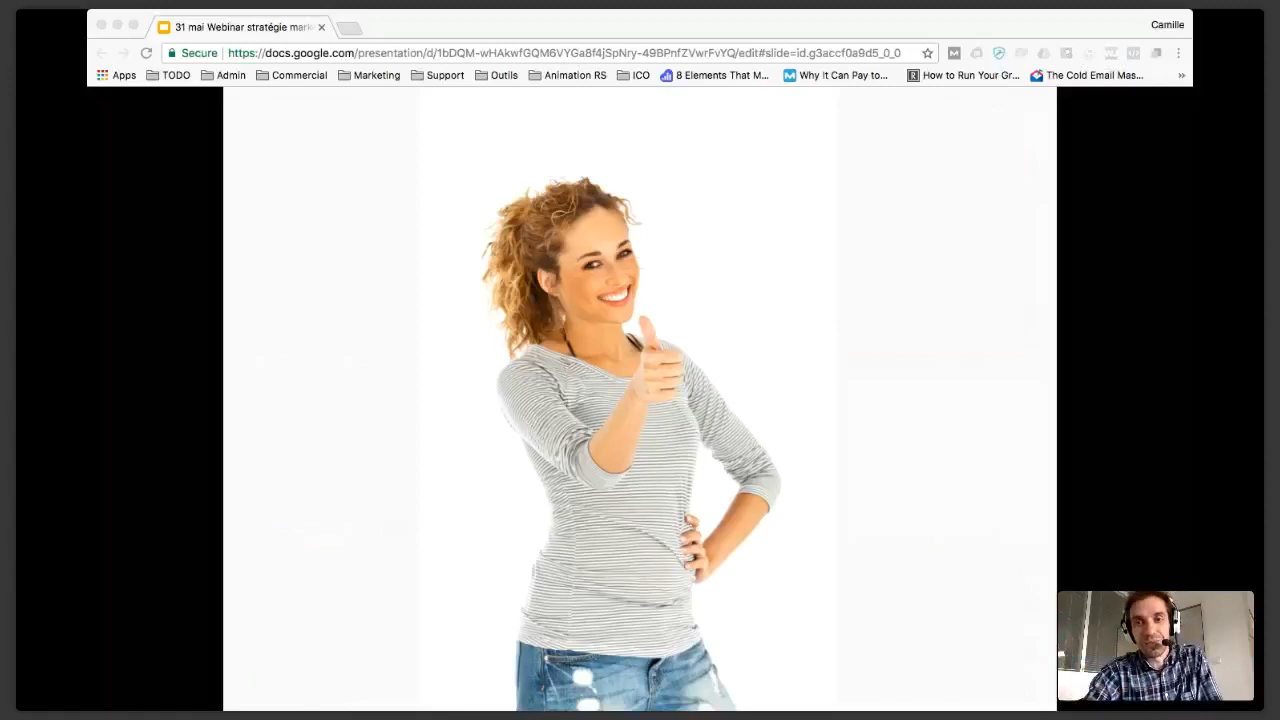 31 mai Webinar stratégie mark
Camille
Secure https://docs.google.com/presentation/d/1bDQM-wHAkwfGQM6VYGa8f4jSpNry-49BPnfZVwrFvYQ/edit#slide=id.g3accf0a9d5_0_0
Apps TODO Admin Commercial Marketing Support Outils Animation RS ICO 8 Elements That M... Why It Can Pay to... How to Run Your Gr... The Cold Email Mas...